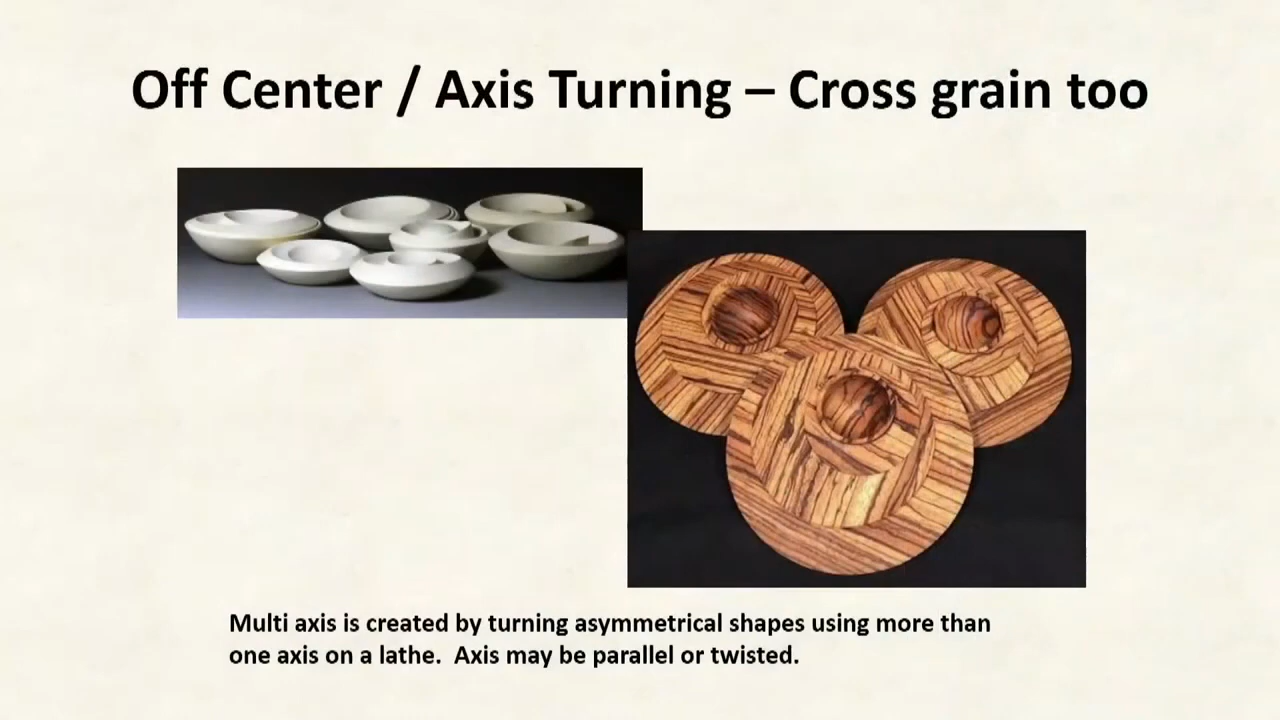 Off Center / Axis Turning – Cross grain too
Multi axis is created by turning asymmetrical shapes using more than
one axis on a lathe.  Axis may be parallel or twisted.